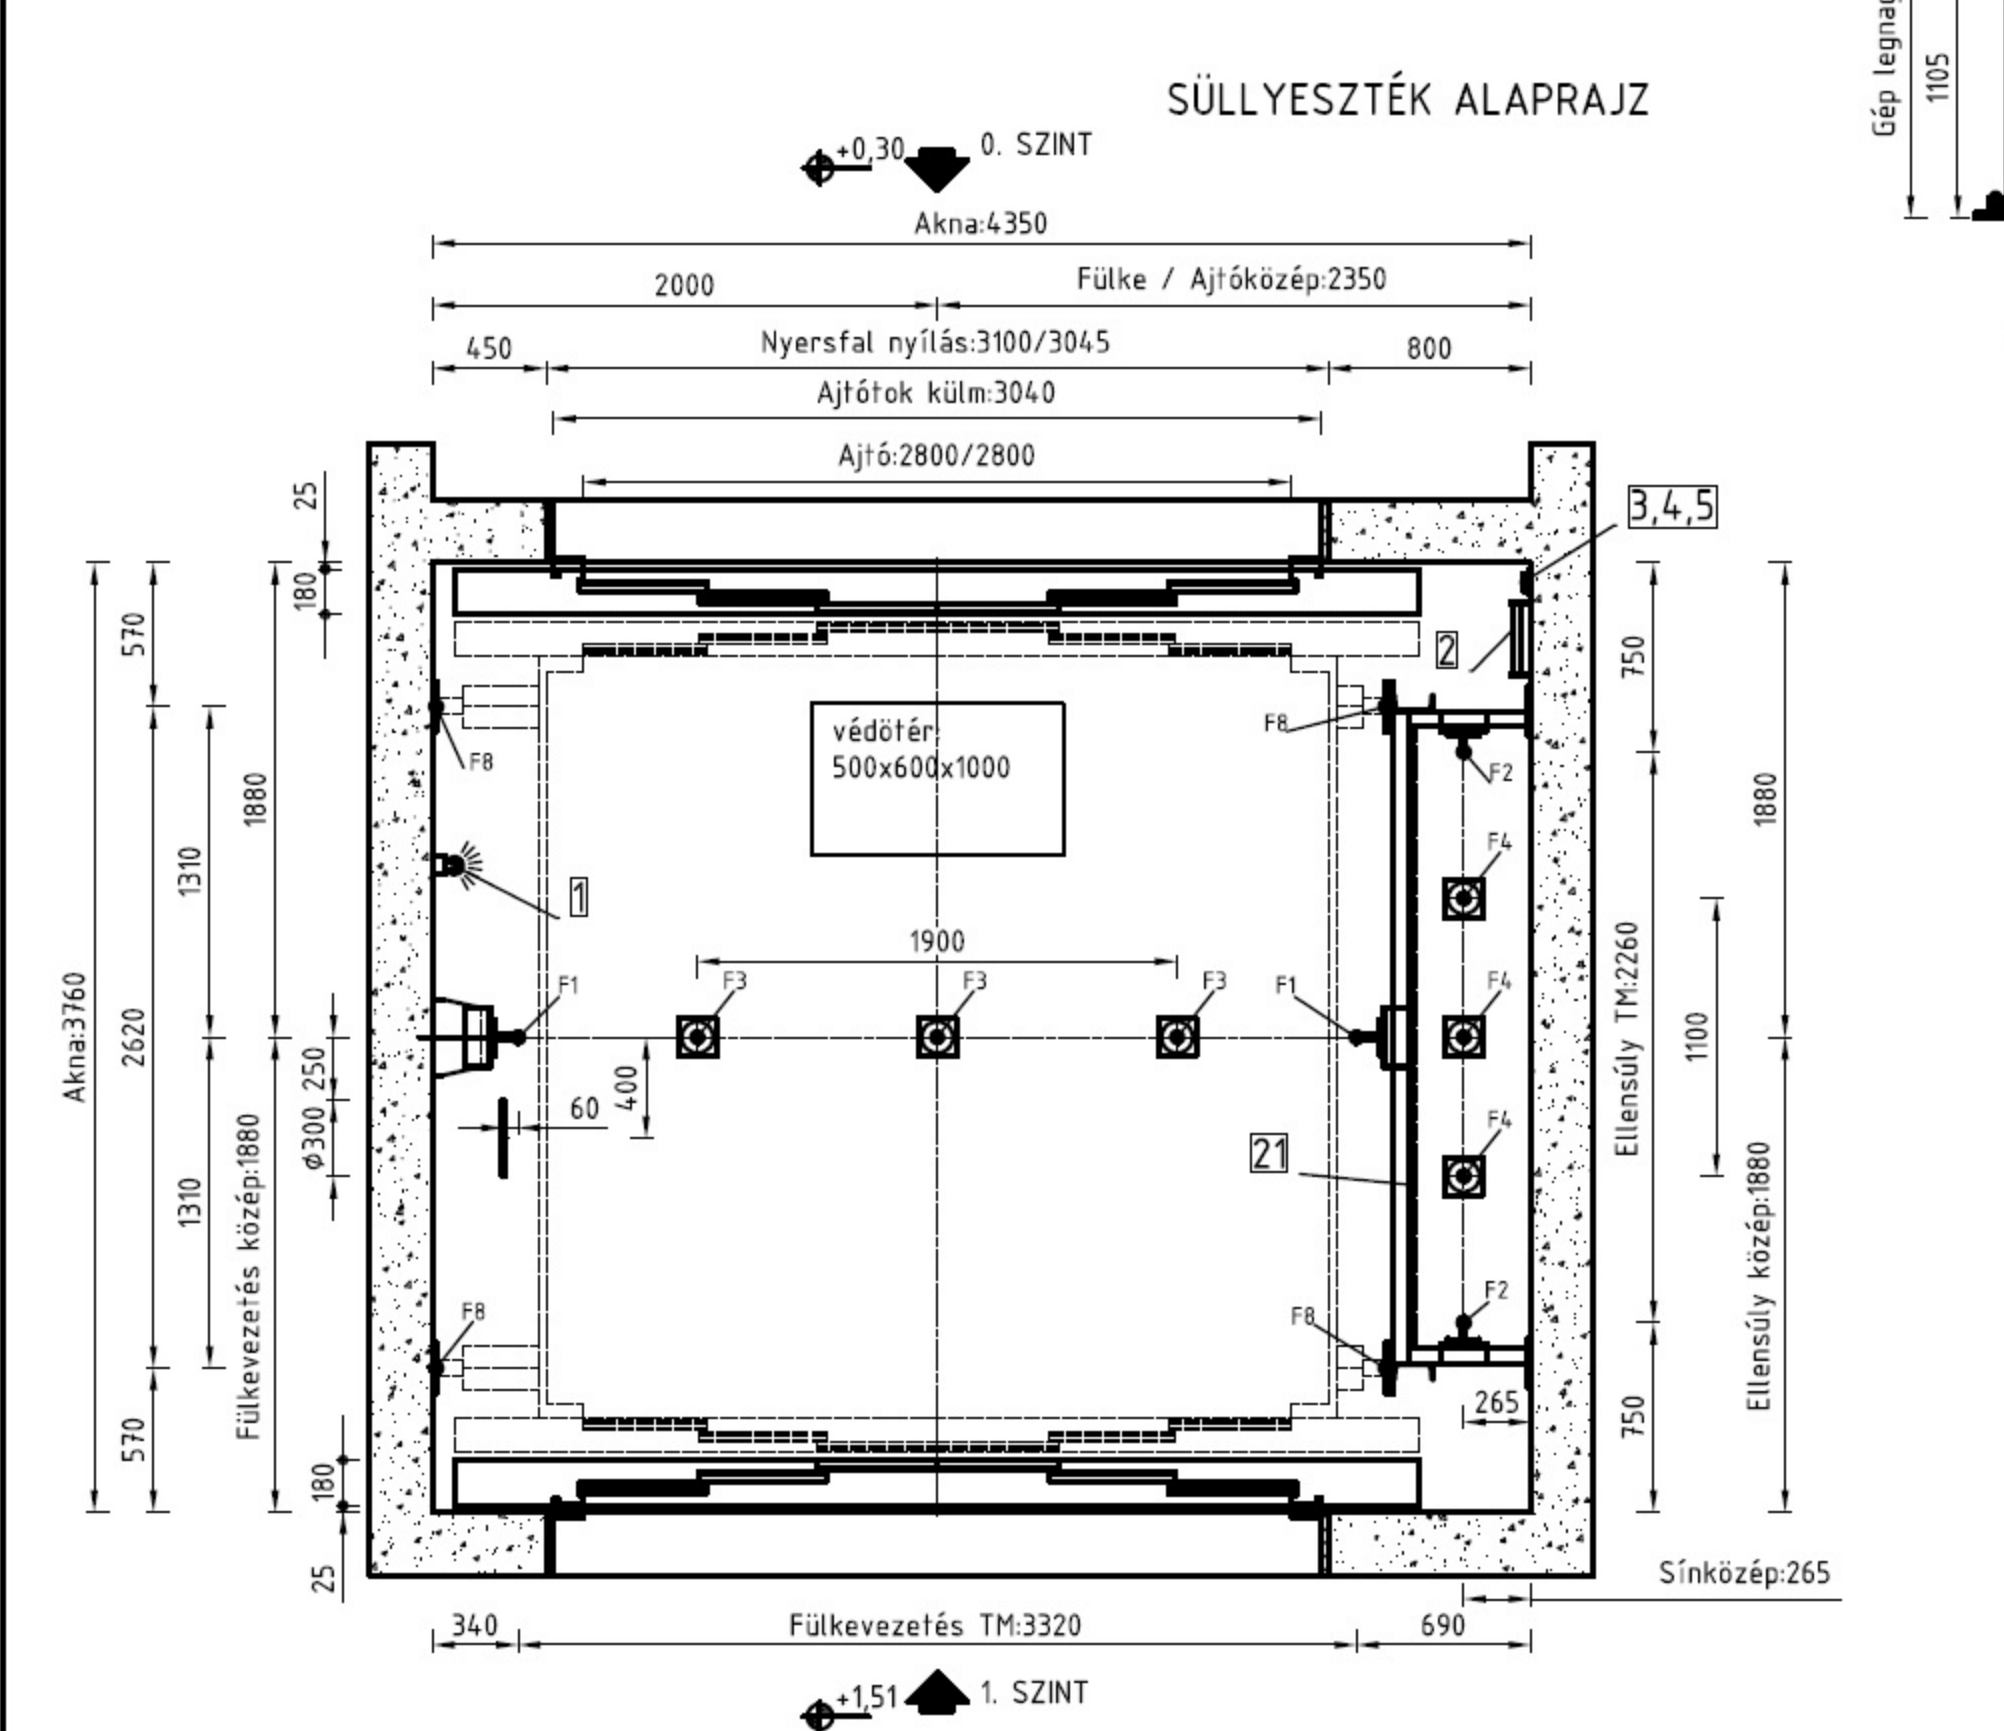 Gép legnag
1105
SÜLLYESZTÉK ALAPRAJZ
+0,30
0. SZINT
Akna:4350
2000
Fülke / Ajtóközép:2350
450
Nyersfal nyílás:3100/3045
800
Ajtótok külm:3040
Ajtó:2800/2800
25
3,4,5
180
570
750
2
védötér:
500x600x1000
F8
F8
F2
1880
1880
F4
1310
1
1900
Ellensúly TM:2260
F1
F3
F3
F3
F1
F4
Akna:3760
2620
250
400
60
1100
Φ300
F4
21
1310
Fülkevezetés közép:1880
Ellensúly közép:1880
F8
F8
F2
265
570
750
180
25
Sínközép:265
340
Fülkevezetés TM:3320
690
+1,51
1. SZINT